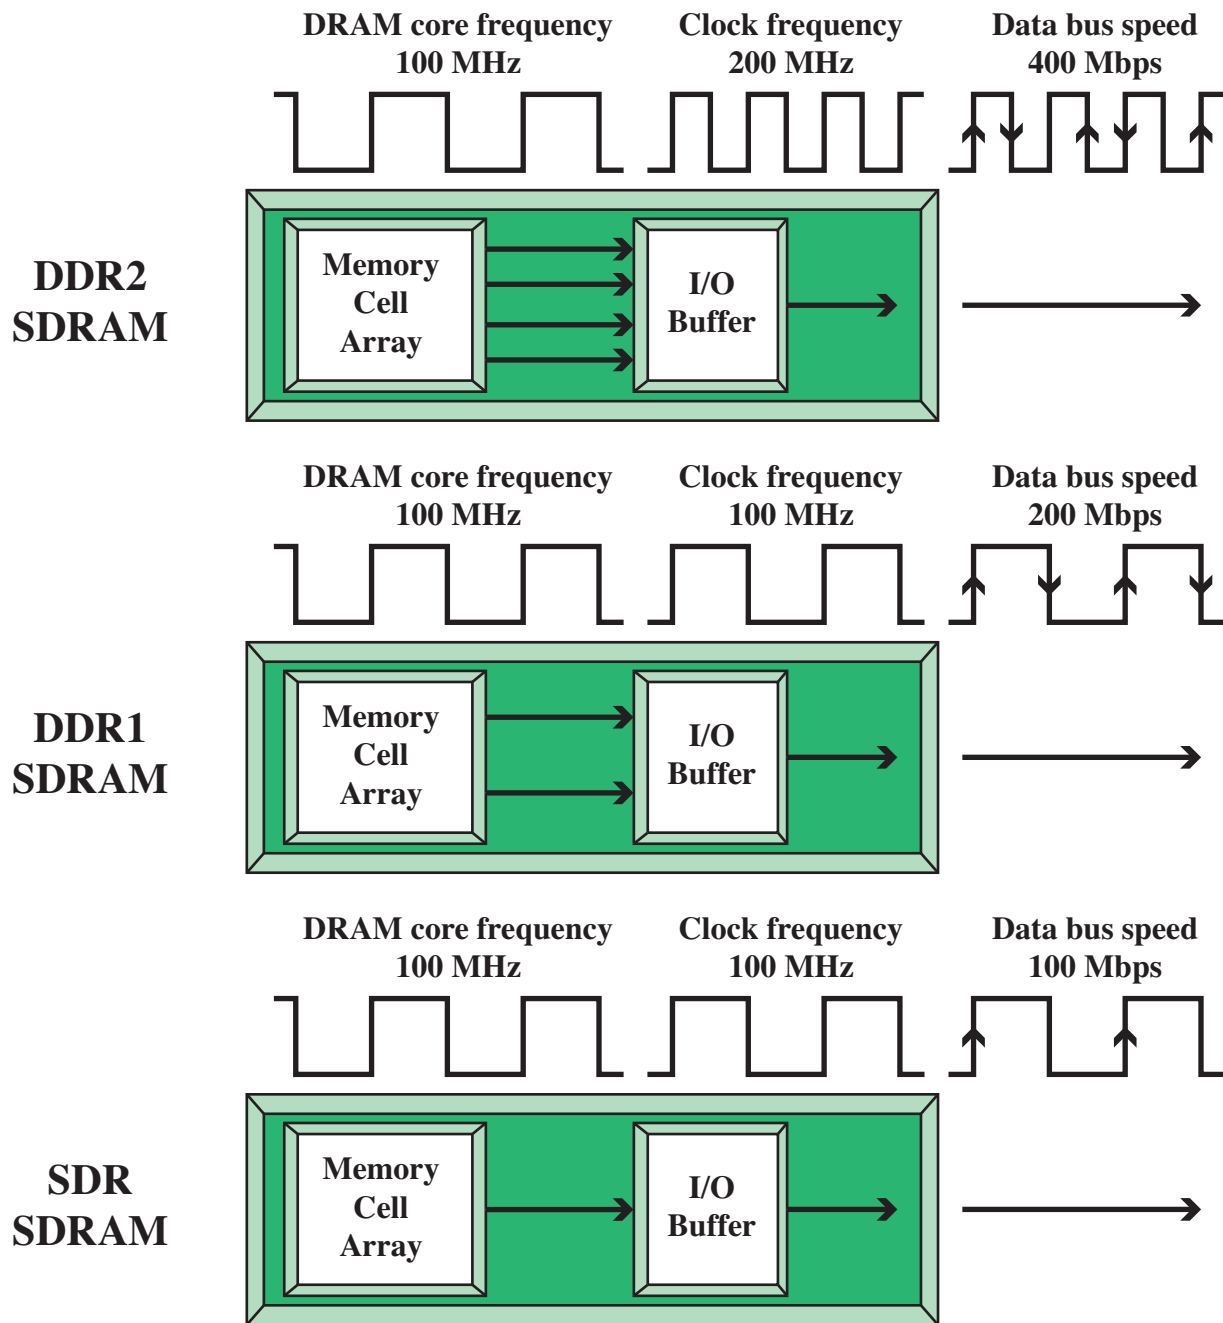 DRAM core frequency
100 MHz
Clock frequency
200 MHz
Data bus speed
400 Mbps
DDR2
SDRAM
Memory
Cell
Array
I/O
Buffer
DRAM core frequency
100 MHz
Clock frequency
100 MHz
Data bus speed
200 Mbps
DDR1
SDRAM
Memory
Cell
Array
I/O
Buffer
DRAM core frequency
100 MHz
Clock frequency
100 MHz
Data bus speed
100 Mbps
SDR
SDRAM
Memory
Cell
Array
I/O
Buffer